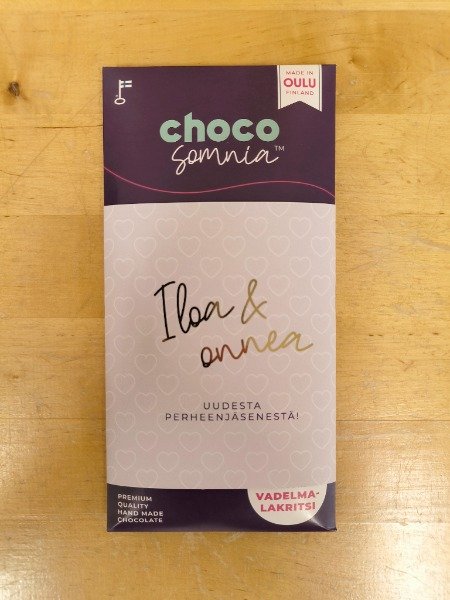 MADE IN
OULU
FINLAND
choco
somnia™
Iloa &
onnea
UUDESTA
PERHEENJÄSENESTÄ!
PREMIUM
QUALITY
HAND MADE
CHOCOLATE
VADELMA-
LAKRITSI